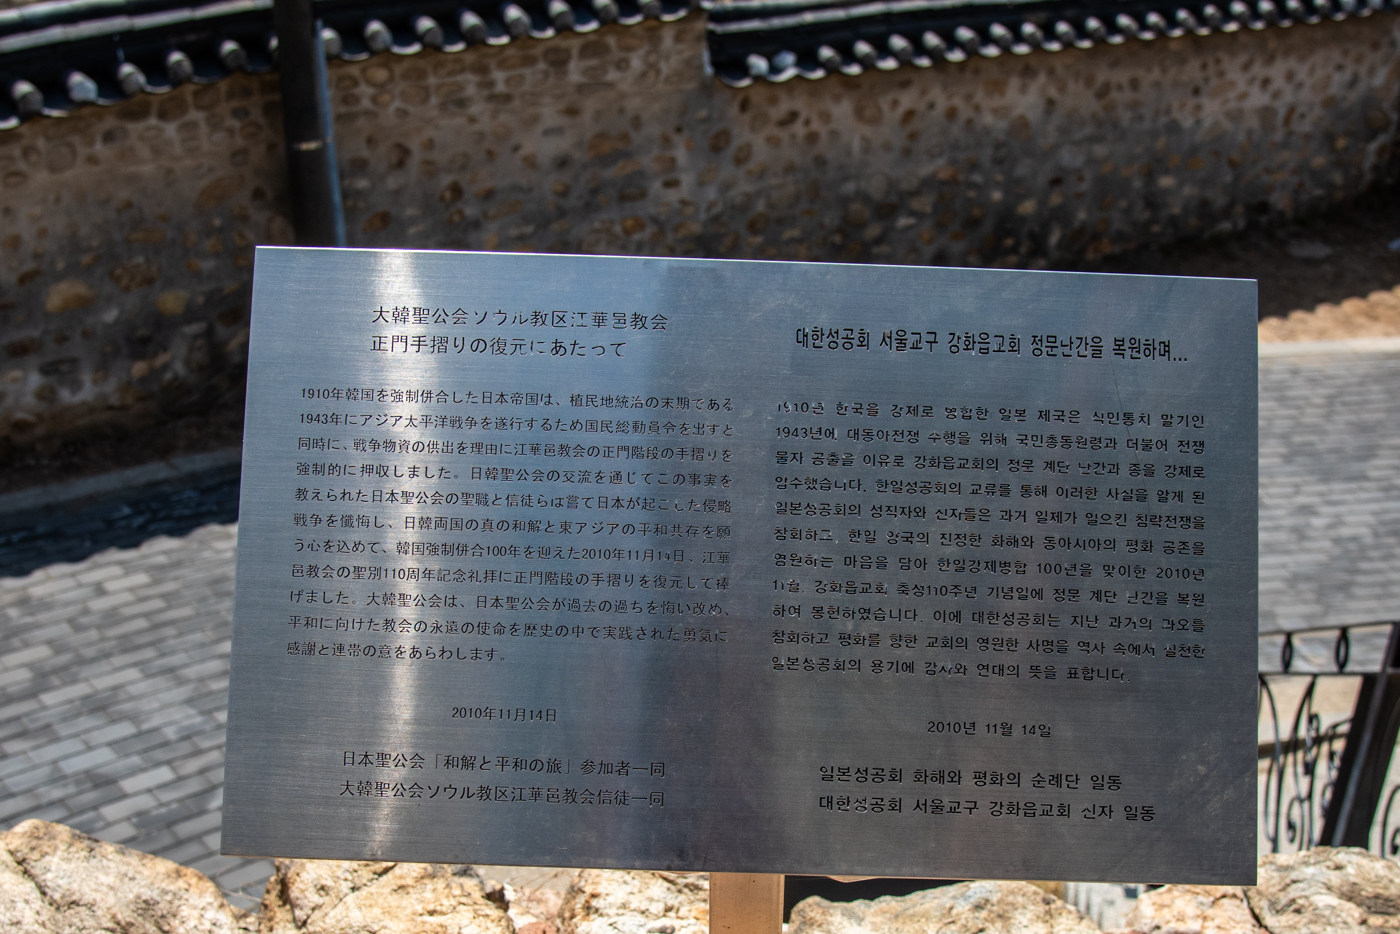 大韓聖公会ソウル教区江華邑教会
正門手摺りの復元にあたって
1910年韓国を強制併合した日本帝国は、植民地統治の末期である
1943年にアジア太平洋戦争を遂行するため国民総動員令を出すと
同時に、戦争物資の供出を理由に江華邑教会の正門階段の手摺りを
強制的に押収しました。日韓聖公会の交流を通じてこの事実を
教えられた日本聖公会の聖職と信徒らは嘗て日本が起こした侵略
戦争を懺悔し、日韓両国の真の和解と東アジアの平和共存を願
う心を込めて、韓国強制併合100年を迎えた2010年11月14日、江華
邑教会の聖別110周年記念礼拝に正門階段の手摺りを復元して捧
げました。大韓聖公会は、日本聖公会が過去の過ちを悔い改め、
平和に向けた教会の永遠の使命を歴史の中で実践された勇気に
感謝と連帯の意をあらわします。
2010年11月14日
日本聖公会「和解と平和の旅」参加者一同
大韓聖公会ソウル教区江華邑教会信徒一同
대한성공회 서울교구 강화읍교회 정문난간을 복원하며...
1910년 한국을 강제로 병합한 일본 제국은 식민통치 말기인
1943년에 대동아전쟁 수행을 위해 국민총동원령과 더불어 전쟁
물자 공출을 이유로 강화읍교회의 정문 계단 난간과 종을 강제로
압수했습니다. 한일성공회의 교류를 통해 이러한 사실을 알게 된
일본성공회의 성직자와 신자들은 과거 일제가 일으킨 침략전쟁을
참회하고, 한일 양국의 진정한 화해와 동아시아의 평화 공존을
염원하는 마음을 담아 한일강제병합 100년을 맞이한 2010년
11월, 강화읍교회 축성110주년 기념일에 정문 계단 난간을 복원
하여 봉헌하였습니다. 이에 대한성공회는 지난 과거의 과오를
참회하고 평화를 향한 교회의 영원한 사명을 역사 속에서 실천한
일본성공회의 용기에 감사와 연대의 뜻을 표합니다.
2010년 11월 14일
일본성공회 화해와 평화의 순례단 일동
대한성공회 서울교구 강화읍교회 신자 일동